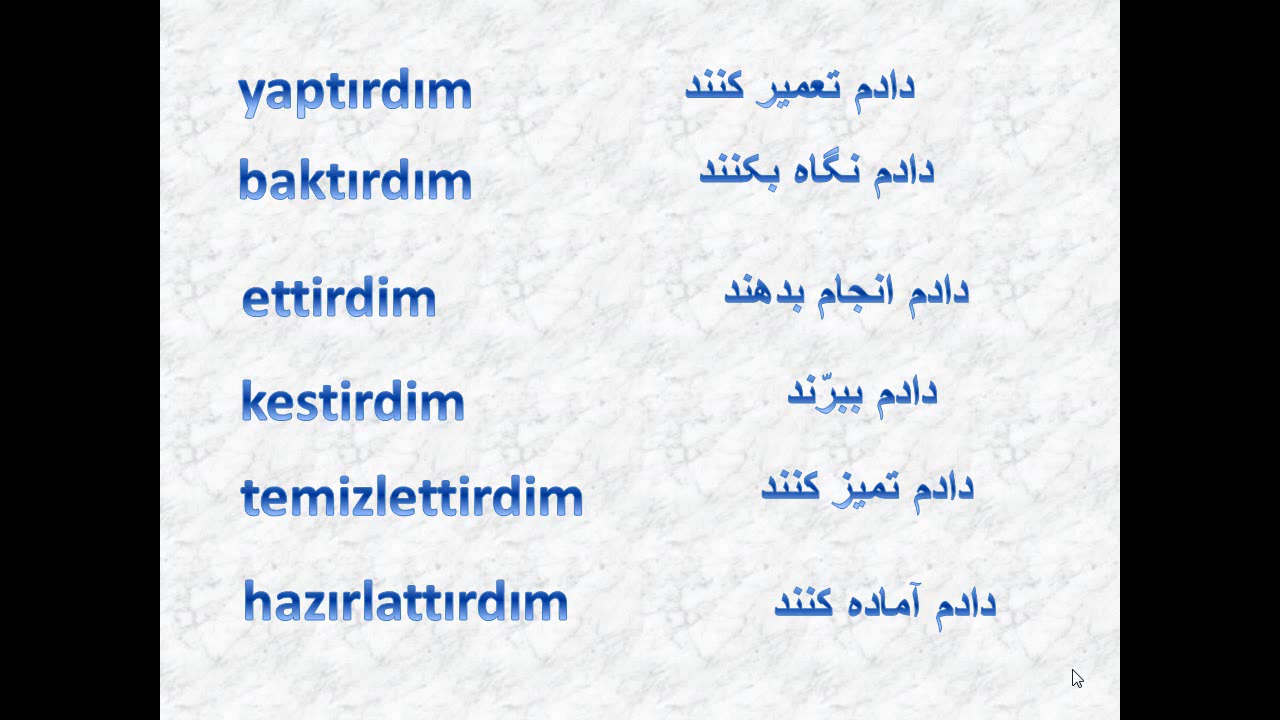 yaptırdım دادم تعمیر کنند
baktırdım دادم نگاه بکنند
ettirdim دادم انجام بدهند
kestirdim دادم ببرّند
temizlettirdim دادم تمیز کنند
hazırlattırdım دادم آماده کنند